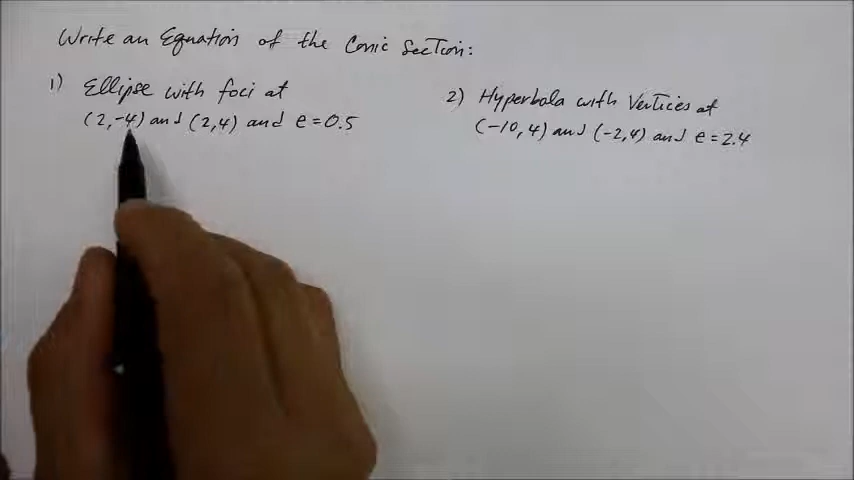 Write an Equation of the Conic Section:
1) Ellipse with foci at
(2,-4) and (2,4) and e=0.5
2) Hyperbola with Vertices at
(-10,4) and (-2,4) and e=2.4